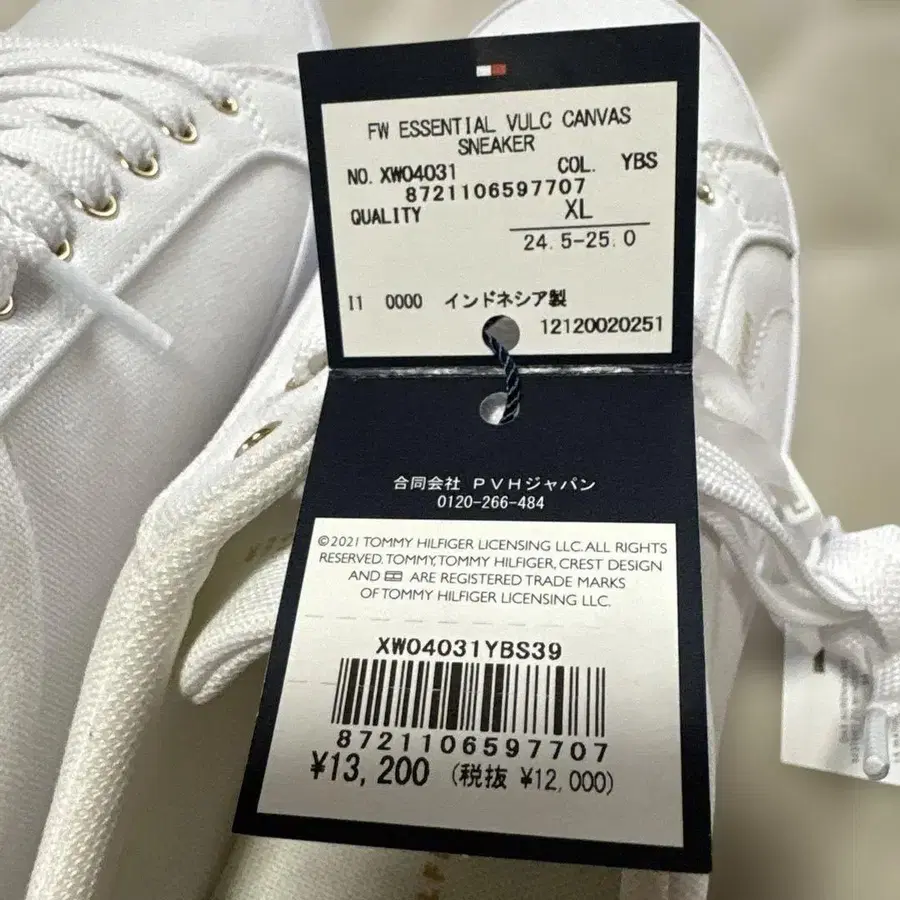 FW ESSENTIAL VULC CANVAS
SNEAKER
NO. XW04031 COL. YBS
8721106597707
QUALITY XL
24.5-25.0
I1 0000 インドネシア製
12120020251
合同会社 PVHジャパン
0120-266-484
©2021 TOMMY HILFIGER LICENSING LLC. ALL RIGHTS
RESERVED. TOMMY, TOMMY HILFIGER, CREST DESIGN
AND ARE REGISTERED TRADE MARKS
OF TOMMY HILFIGER LICENSING LLC.
XW04031YBS39
8721106597707
¥13,200 (税抜 ¥12,000)